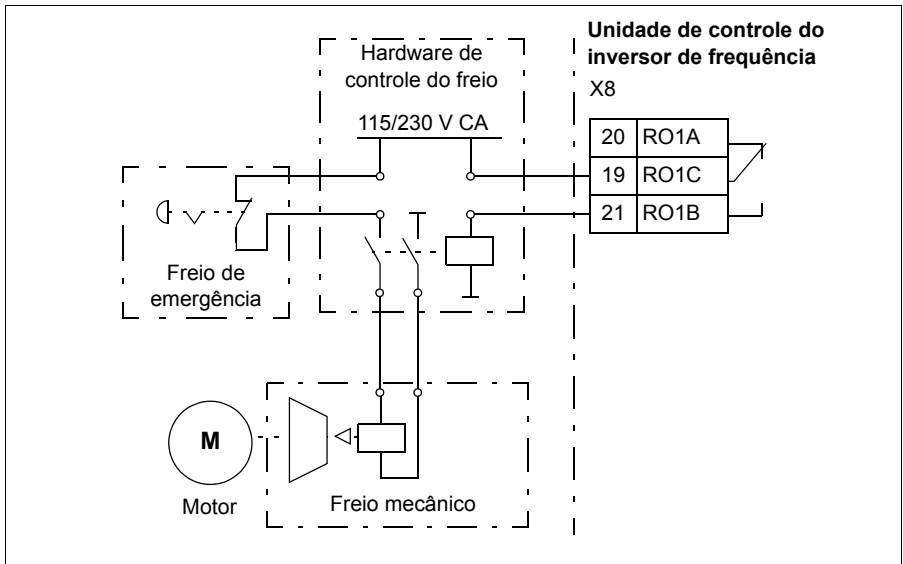 Unidade de controle do
inversor de frequência
X8
Hardware de
controle do freio
115/230 V CA
20 RO1A
19 RO1C
21 RO1B
Freio de
emergência
M
Motor
Freio mecânico